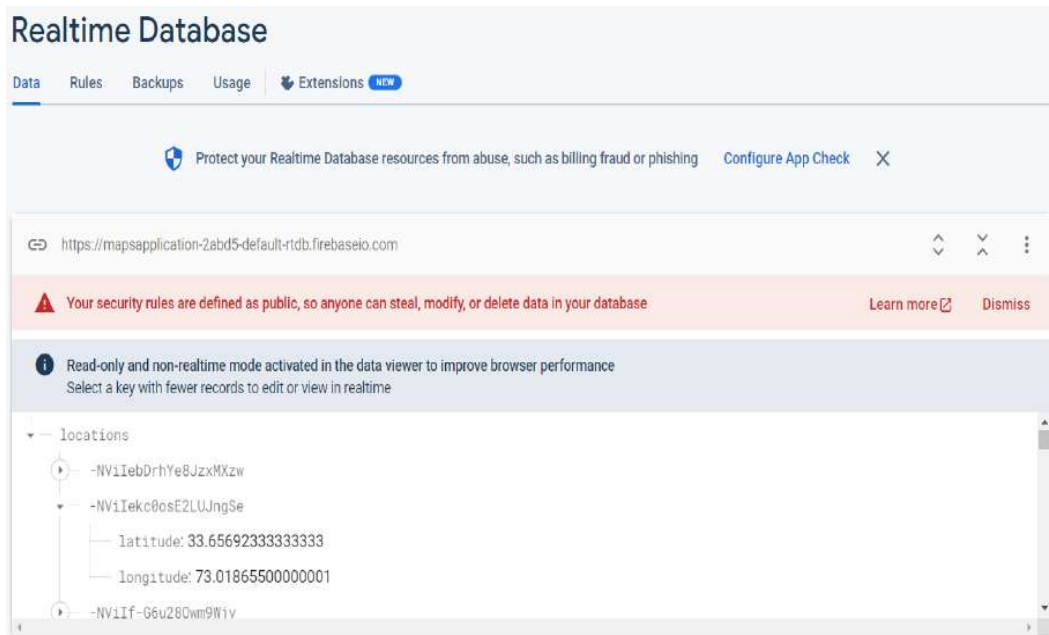 Realtime Database
Data Rules Backups Usage Extensions NEW
Protect your Realtime Database resources from abuse, such as billing fraud or phishing Configure App Check
https://mapsapplication-2abd5-default-rtdb.firebaseio.com
Your security rules are defined as public, so anyone can steal, modify, or delete data in your database Learn more Dismiss
Read-only and non-realtime mode activated in the data viewer to improve browser performance
Select a key with fewer records to edit or view in realtime
locations
-NViIebDrhYe8JzxMXzw
-NViIekc0osE2LUJngSe
latitude: 33.65692333333333
longitude: 73.01865500000001
-NViIf-G6u28Owm9Wjv